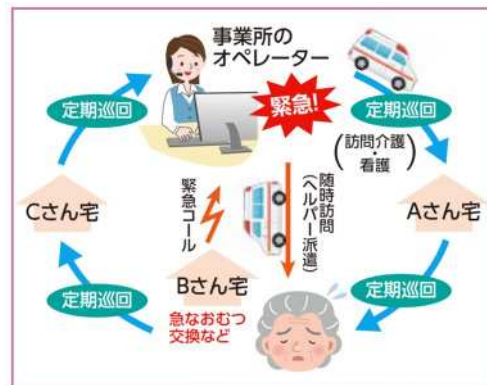 事業所の
オペレーター
緊急!
定期巡回
定期巡回
(訪問介護・看護)
緊急コール
随時訪問
(ヘルパー派遣)
Cさん宅
Aさん宅
Bさん宅
定期巡回
定期巡回
急なおむつ
交換など